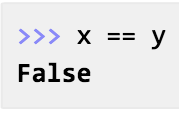 >>> x == y
False